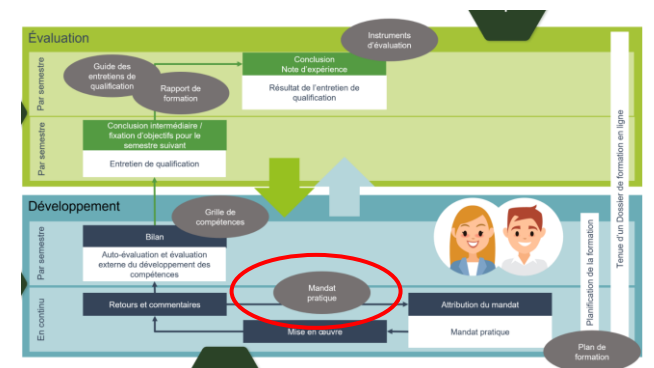 Évaluation
Instruments
d'évaluation
Par semestre
Guide des
entretiens de
qualification
Rapport de
formation
Conclusion
Note d'expérience
Résultat de l'entretien de
qualification
Par semestre
Conclusion intermédiaire /
fixation d'objectifs pour le
semestre suivant
Entretien de qualification
Développement
Grille de
compétences
Par semestre
Bilan
Auto-évaluation et évaluation
externe du développement des
compétences
En continu
Retours et commentaires
Mandat
pratique
Attribution du mandat
Mandat pratique
Mise en œuvre
Planification de la formation
Tenue d'un Dossier de formation en ligne
Plan de
formation